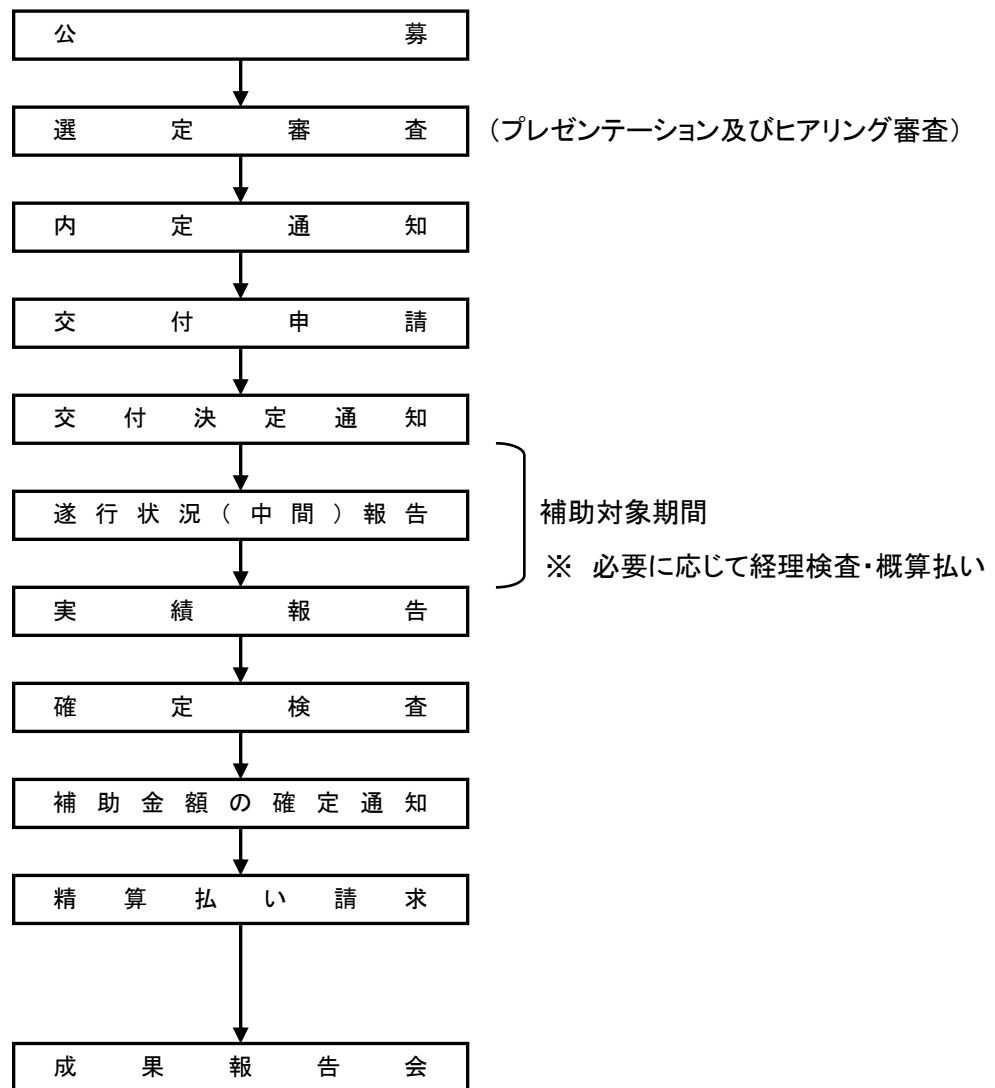 公募
選定審査 （プレゼンテーション及びヒアリング審査）
内定通知
交付申請
交付決定通知
遂行状況（中間）報告
補助対象期間
※ 必要に応じて経理検査・概算払い
実績報告
確定検査
補助金額の確定通知
精算払い請求
成果報告会